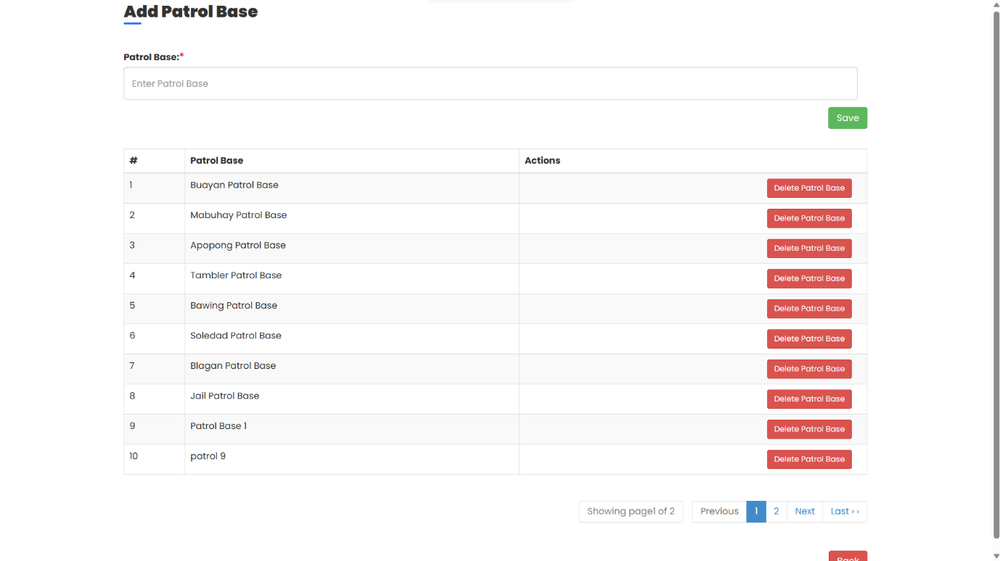 Add Patrol Base
Patrol Base:*
Enter Patrol Base
Save
# Patrol Base Actions
1 Buayan Patrol Base Delete Patrol Base
2 Mabuhay Patrol Base Delete Patrol Base
3 Apopong Patrol Base Delete Patrol Base
4 Tambler Patrol Base Delete Patrol Base
5 Bawing Patrol Base Delete Patrol Base
6 Soledad Patrol Base Delete Patrol Base
7 Blagan Patrol Base Delete Patrol Base
8 Jail Patrol Base Delete Patrol Base
9 Patrol Base 1 Delete Patrol Base
10 patrol 9 Delete Patrol Base
Showing page1 of 2 Previous 1 2 Next Last › ›
Back